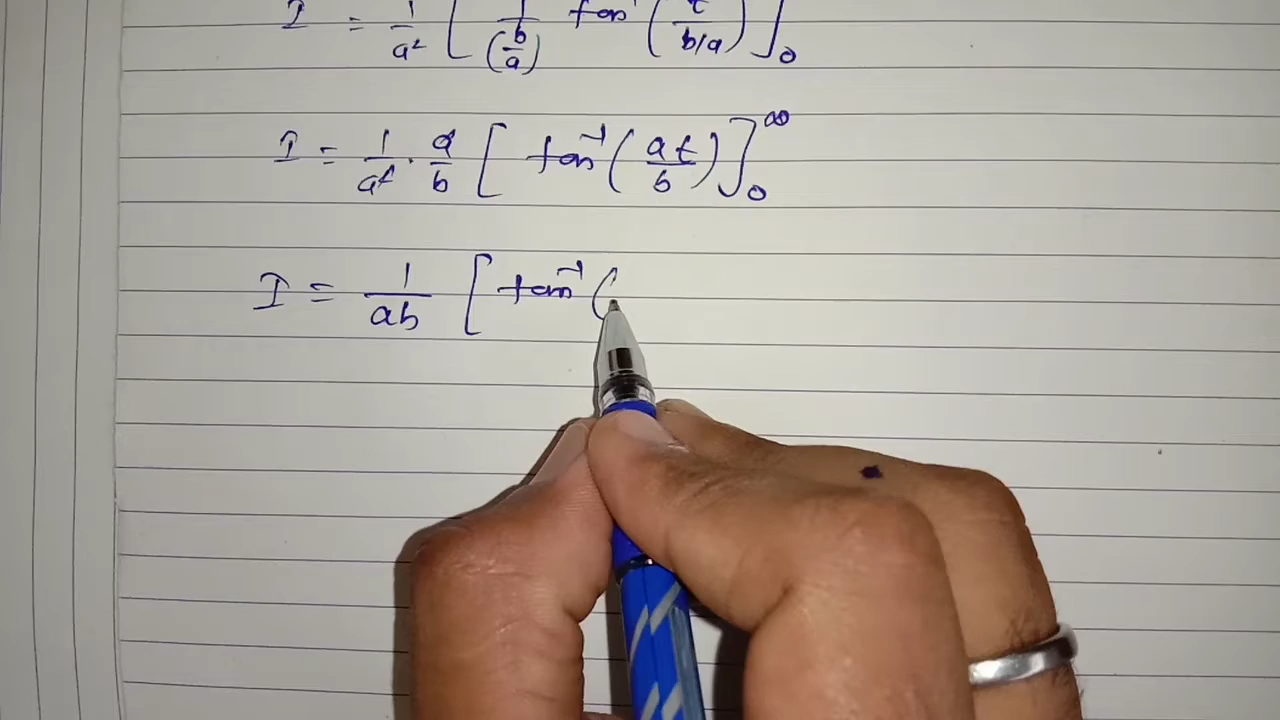 I = 1/a² [ 1/(b/a) tan⁻¹ ( t/(b/a) ) ]₀
I = 1/a² · a/b [ tan⁻¹ ( at/b ) ]₀^∞
I = 1/ab [ tan⁻¹ (